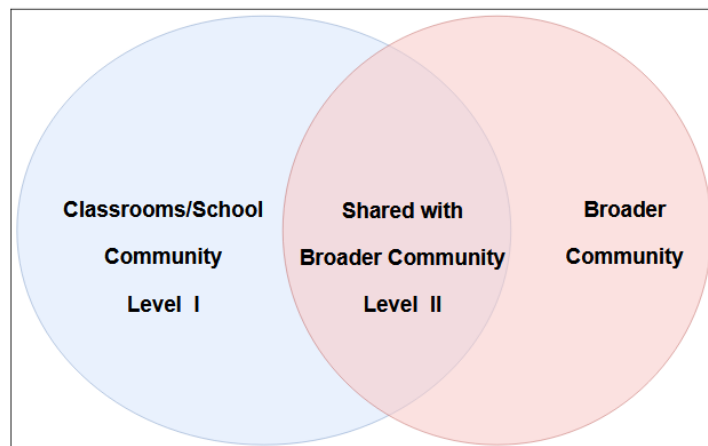 Classrooms/School
Community
Level I
Shared with
Broader Community
Level II
Broader
Community